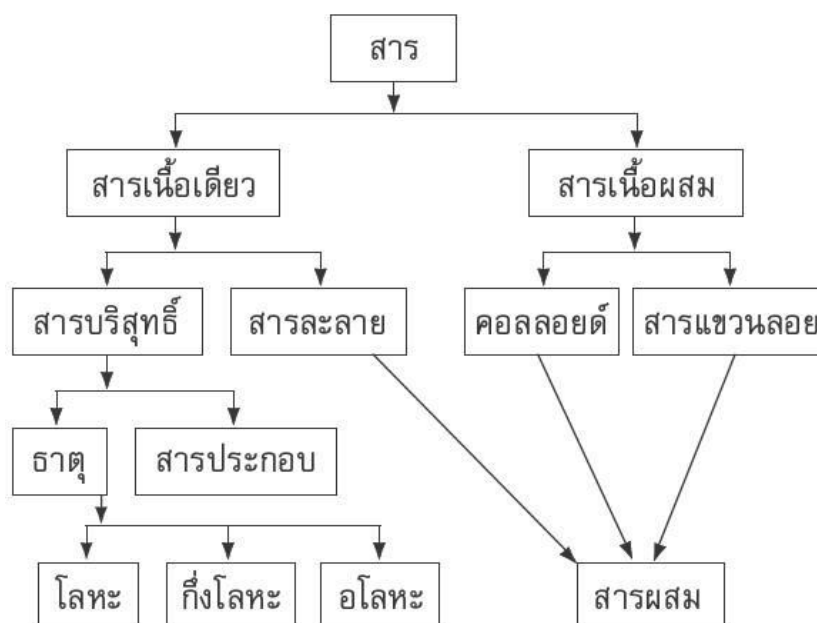 สาร
สารเนื้อเดียว
สารเนื้อผสม
สารบริสุทธิ์
สารละลาย
คอลลอยด์
สารแขวนลอย
ธาตุ
สารประกอบ
โลหะ
กึ่งโลหะ
อโลหะ
สารผสม